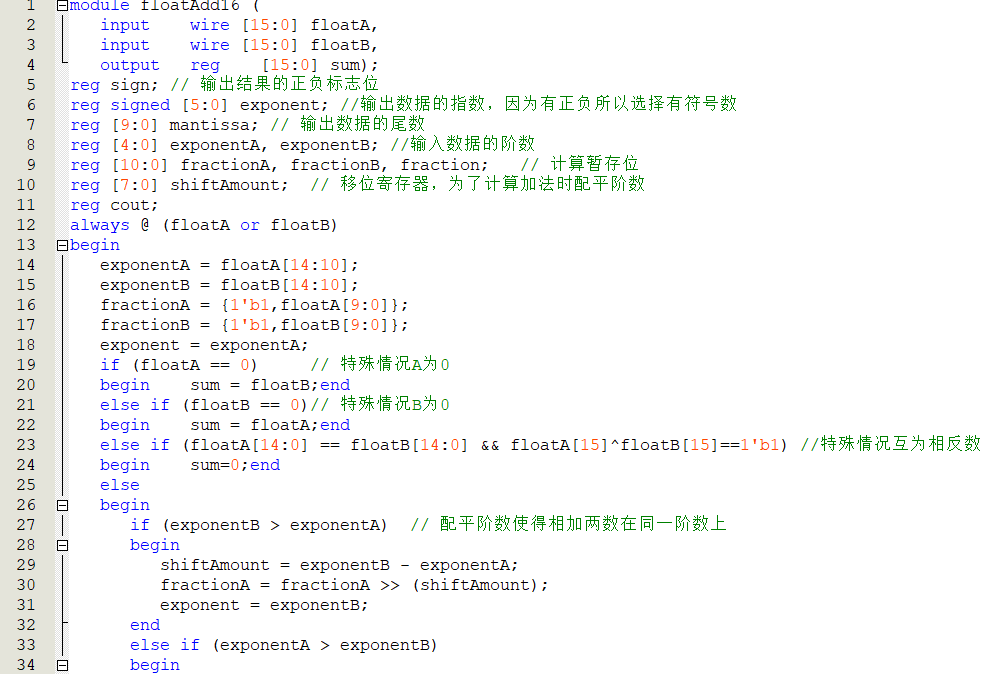 1 module floatAdd16 (
2 input wire [15:0] floatA,
3 input wire [15:0] floatB,
4 output reg [15:0] sum);
5 reg sign; // 输出结果的正负标志位
6 reg signed [5:0] exponent; //输出数据的指数，因为有正负所以选择有符号数
7 reg [9:0] mantissa; // 输出数据的尾数
8 reg [4:0] exponentA, exponentB; //输入数据的阶数
9 reg [10:0] fractionA, fractionB, fraction; // 计算暂存位
10 reg [7:0] shiftAmount; // 移位寄存器，为了计算加法时配平阶数
11 reg cout;
12 always @ (floatA or floatB)
13 begin
14 exponentA = floatA[14:10];
15 exponentB = floatB[14:10];
16 fractionA = {1'b1,floatA[9:0]};
17 fractionB = {1'b1,floatB[9:0]};
18 exponent = exponentA;
19 if (floatA == 0) // 特殊情况A为0
20 begin sum = floatB;end
21 else if (floatB == 0)// 特殊情况B为0
22 begin sum = floatA;end
23 else if (floatA[14:0] == floatB[14:0] && floatA[15]^floatB[15]==1'b1) //特殊情况互为相反数
24 begin sum=0;end
25 else
26 begin
27 if (exponentB > exponentA) // 配平阶数使得相加两数在同一阶数上
28 begin
29 shiftAmount = exponentB - exponentA;
30 fractionA = fractionA >> (shiftAmount);
31 exponent = exponentB;
32 end
33 else if (exponentA > exponentB)
34 begin